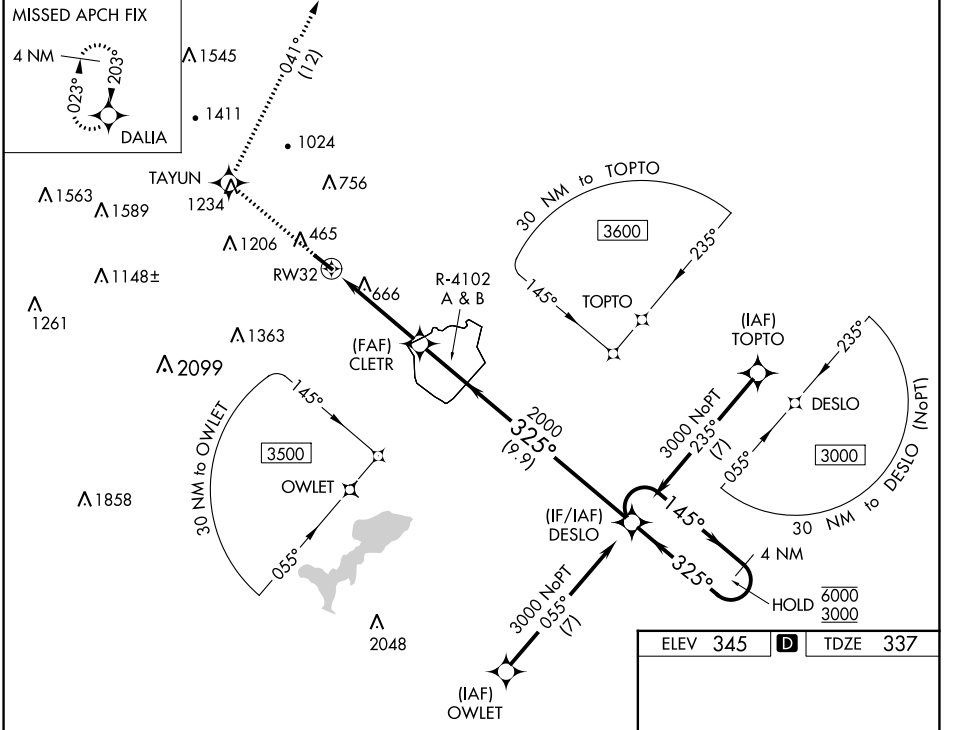 MISSED APCH FIX
4 NM
023°
203°
DALIA
1545
1411
1024
041°
(12)
TAYUN
1234
756
1563
1589
1206
465
RW32
666
1148±
1261
1363
2099
R-4102
A & B
(FAF)
CLETR
30 NM to TOPTO
3600
145°
235°
TOPTO
(IAF)
TOPTO
235°
DESLO
055°
3000
30 NM to DESLO (NoPT)
30 NM to OWLET
145°
3500
OWLET
055°
1858
2000
325°
(9.9)
3000 NoPT
235°
(7)
(IF/IAF)
DESLO
145°
325°
4 NM
HOLD
6000
3000
3000 NoPT
055°
(7)
2048
(IAF)
OWLET
ELEV 345 D TDZE 337